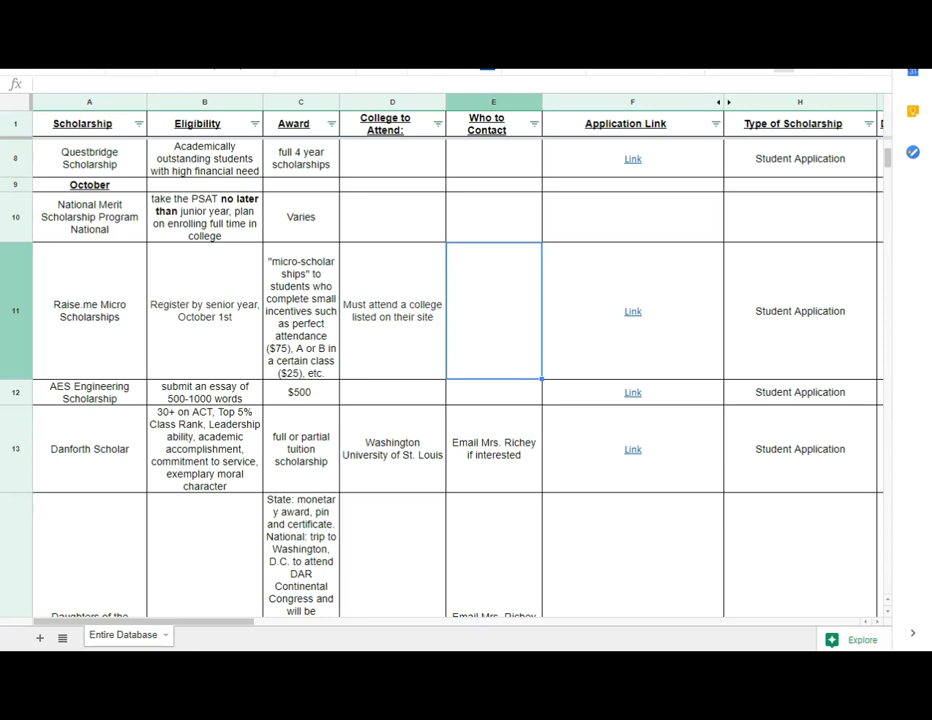 fx
A B C D E F H
1 Scholarship Eligibility Award College to Attend: Who to Contact Application Link Type of Scholarship
8
Questbridge
Scholarship
Academically
outstanding students
with high financial need
full 4 year
scholarships
Link
Student Application
9 October
10
National Merit
Scholarship Program
National
take the PSAT no later
than junior year, plan
on enrolling full time in
college
Varies
11
Raise.me Micro
Scholarships
Register by senior year,
October 1st
"micro-scholar
ships" to
students who
complete small
incentives such
as perfect
attendance
($75), A or B in
a certain class
($25), etc.
Must attend a college
listed on their site
Link
Student Application
12
AES Engineering
Scholarship
submit an essay of
500-1000 words
$500
Link
Student Application
13
Danforth Scholar
30+ on ACT, Top 5%
Class Rank, Leadership
ability, academic
accomplishment,
commitment to service,
exemplary moral
character
full or partial
tuition
scholarship
Washington
University of St. Louis
Email Mrs. Richey
if interested
Link
Student Application
Daughters of the
State: monetar
y award, pin
and certificate.
National: trip to
Washington,
D.C. to attend
DAR
Continental
Congress and
will be
Email Mrs. Richey
+ Entire Database
Explore